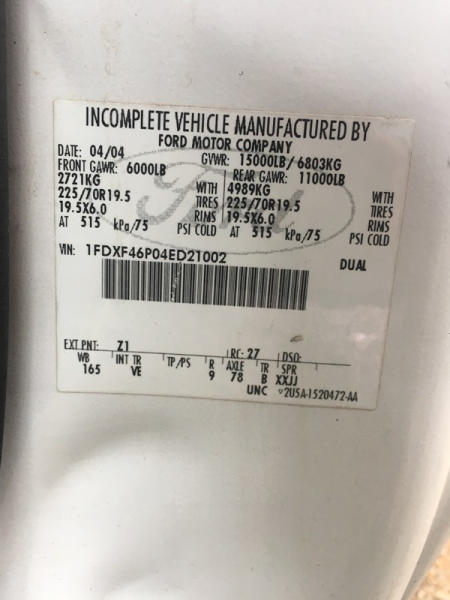 INCOMPLETE VEHICLE MANUFACTURED BY
FORD MOTOR COMPANY
DATE: 04/04 GVWR: 15000LB/ 6803KG
FRONT GAWR: 6000LB REAR GAWR: 11000LB
2721KG WITH 4989KG WITH
225/70R19.5 TIRES 225/70R19.5 TIRES
19.5X6.0 RIMS 19.5X6.0 RIMS
AT 515 kPa/75 PSI COLD AT 515 kPa/75 PSI COLD
VIN: 1FDXF46P04ED21002 DUAL
Ford
EXT PNT: Z1 RC: 27 DSO:
WB INT TR TP/PS R AXLE TR SPR
165 VE 9 78 B XXJJ
UNC 2U5A-1520472-AA